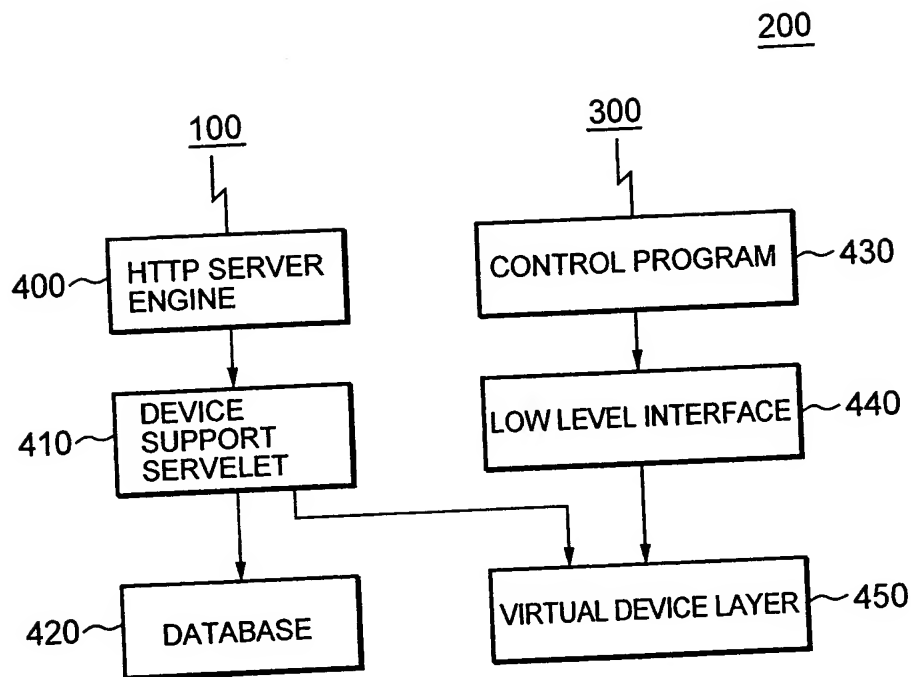 200
100
300
400
HTTP SERVER
ENGINE
CONTROL PROGRAM
430
410
DEVICE
SUPPORT
SERVELET
LOW LEVEL INTERFACE
440
420
DATABASE
VIRTUAL DEVICE LAYER
450